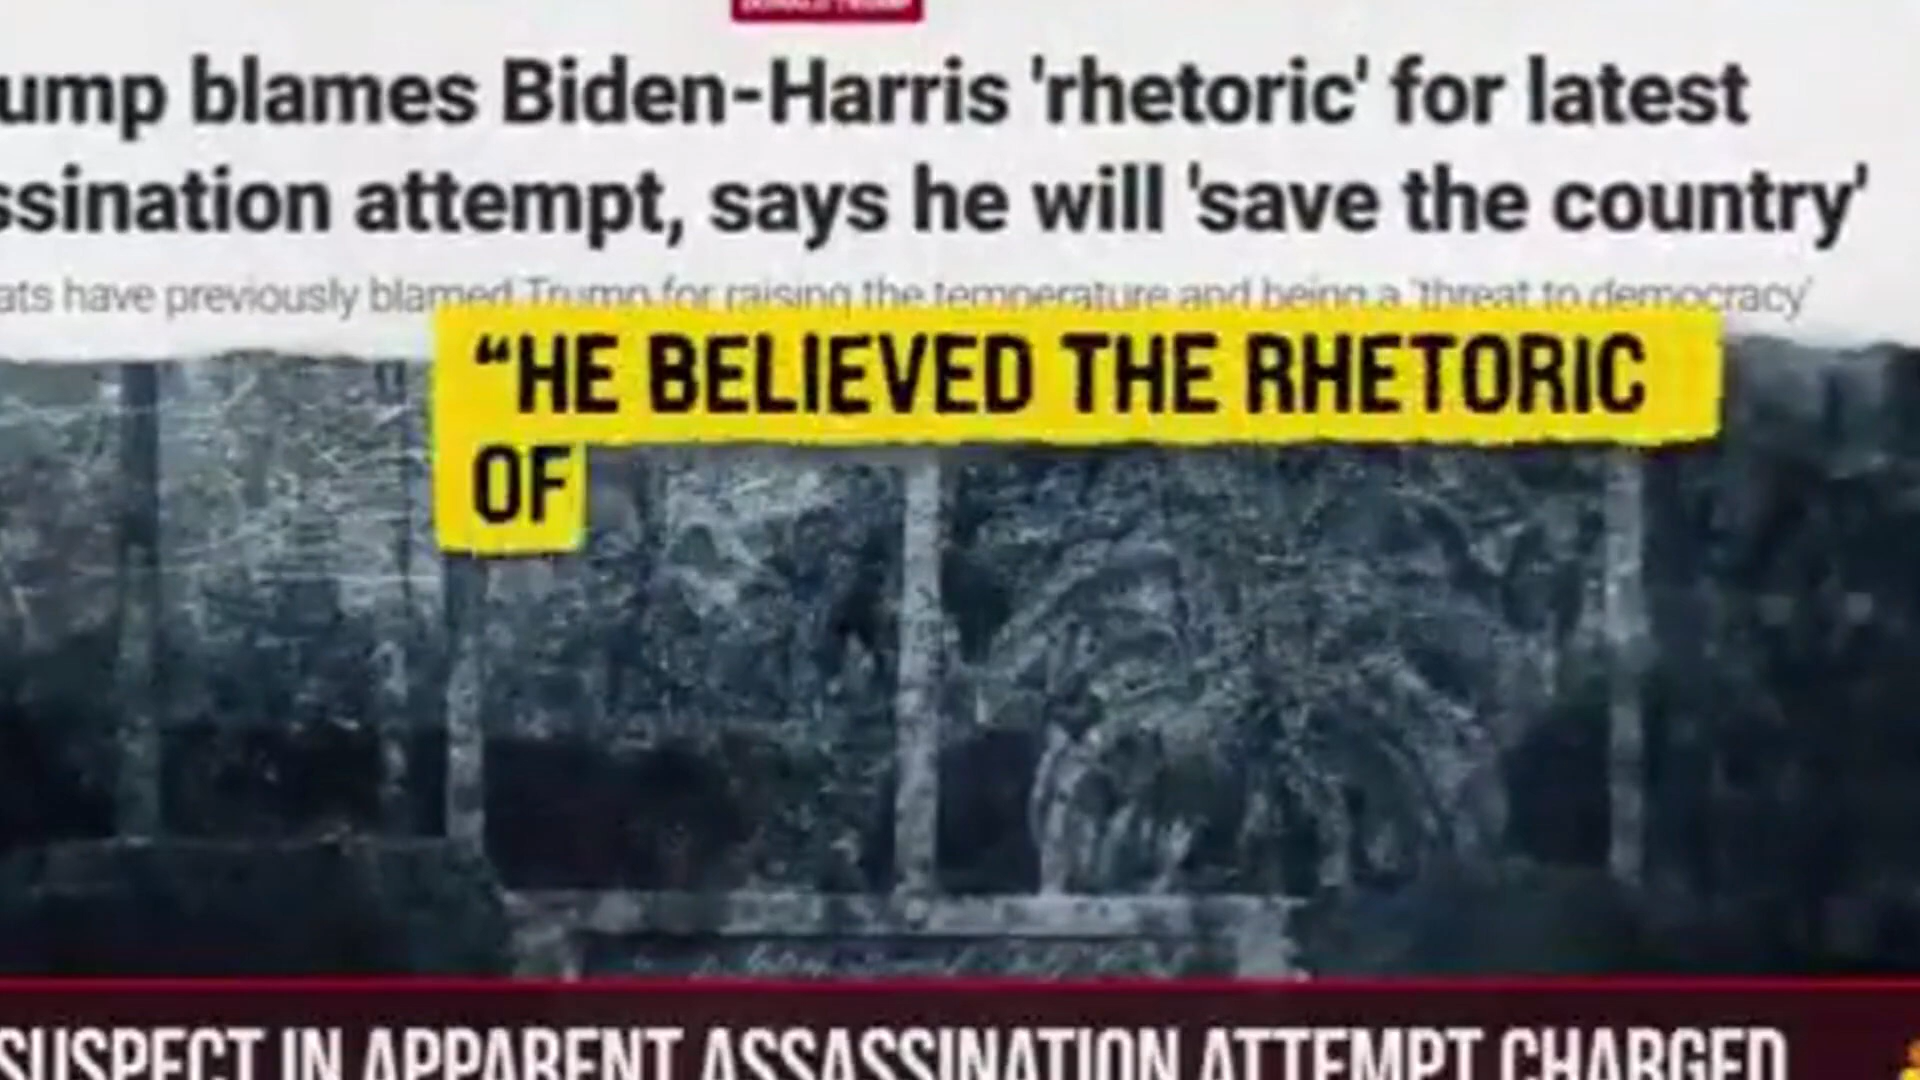 DONALD TRUMP
ump blames Biden-Harris 'rhetoric' for latest
ssination attempt, says he will 'save the country'
ats have previously blamed Trump for raising the temperature and being a 'threat to democracy'
“HE BELIEVED THE RHETORIC
OF
SUSPECT IN APPARENT ASSASSINATION ATTEMPT CHARGED